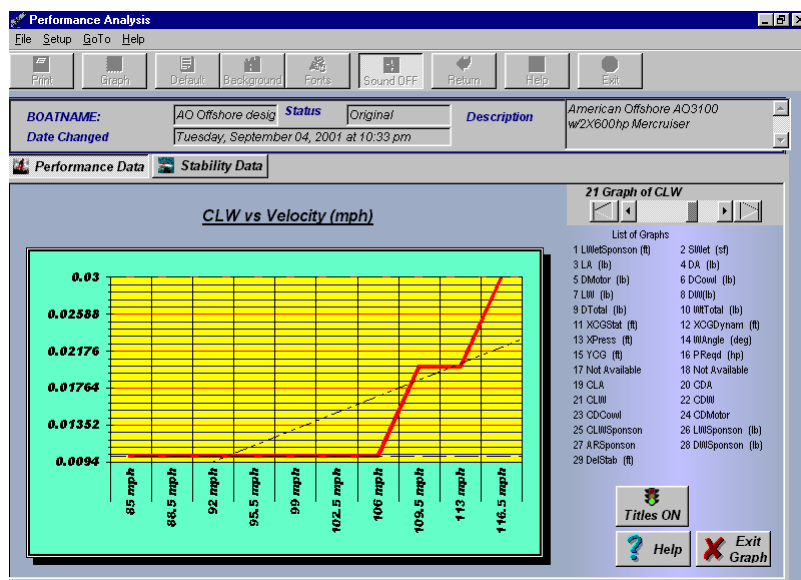 Performance Analysis
File Setup GoTo Help
Print Graph Default Background Fonts Sound OFF Return Help Exit
BOATNAME: AO Offshore desig Status Original Description American Offshore AO3100
w/2X600hp Mercruiser
Date Changed Tuesday, September 04, 2001 at 10:33 pm
Performance Data Stability Data
21 Graph of CLW
CLW vs Velocity (mph)
List of Graphs
1 LWetSponson (ft) 2 SWet (sf)
3 LA (lb) 4 DA (lb)
5 DMotor (lb) 6 DCowl (lb)
7 LW (lb) 8 DW(lb)
9 DTotal (lb) 10 WtTotal (lb)
11 XCGStat (ft) 12 XCGDynam (ft)
13 XPress (ft) 14 WAngle (deg)
15 YCG (ft) 16 PReqd (hp)
17 Not Available 18 Not Available
19 CLA 20 CDA
21 CLW 22 CDW
23 CDCowl 24 CDMotor
25 CLWSponson 26 LWSponson (lb)
27 ARSponson 28 DWSponson (lb)
29 DelStab (ft)
0.03
0.02588
0.02176
0.01764
0.01352
0.0094
85 mph
88.5 mph
92 mph
95.5 mph
99 mph
102.5 mph
106 mph
109.5 mph
113 mph
116.5 mph
Titles ON
Help
Exit
Graph